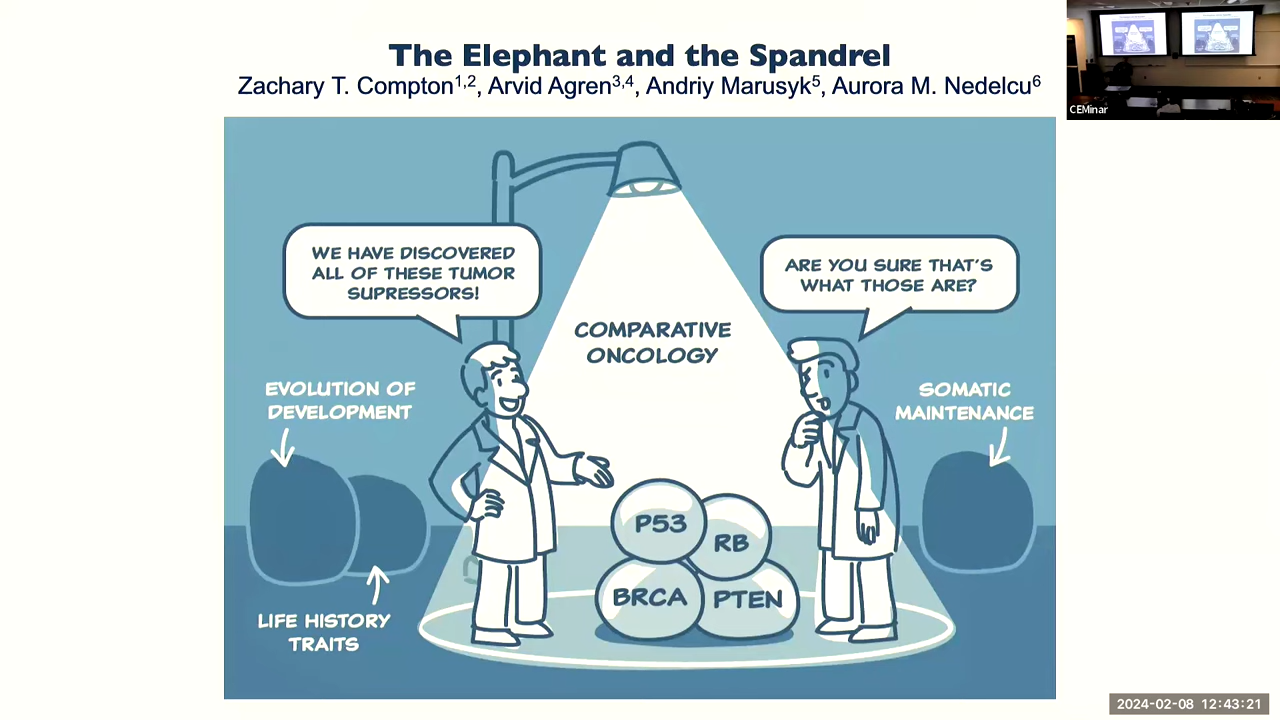 The Elephant and the Spandrel
Zachary T. Compton1,2, Arvid Agren3,4, Andriy Marusyk5, Aurora M. Nedelcu6
CEMinar
WE HAVE DISCOVERED
ALL OF THESE TUMOR
SUPRESSORS!
ARE YOU SURE THAT'S
WHAT THOSE ARE?
COMPARATIVE
ONCOLOGY
EVOLUTION OF
DEVELOPMENT
SOMATIC
MAINTENANCE
P53
RB
BRCA
PTEN
LIFE HISTORY
TRAITS
2024-02-08 12:43:21